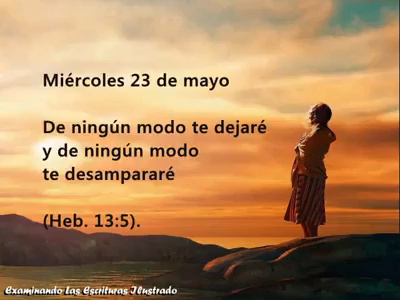 Miércoles 23 de mayo
De ningún modo te dejaré
y de ningún modo
te desampararé
(Heb. 13:5).
Examinando Las Escrituras Ilustrado